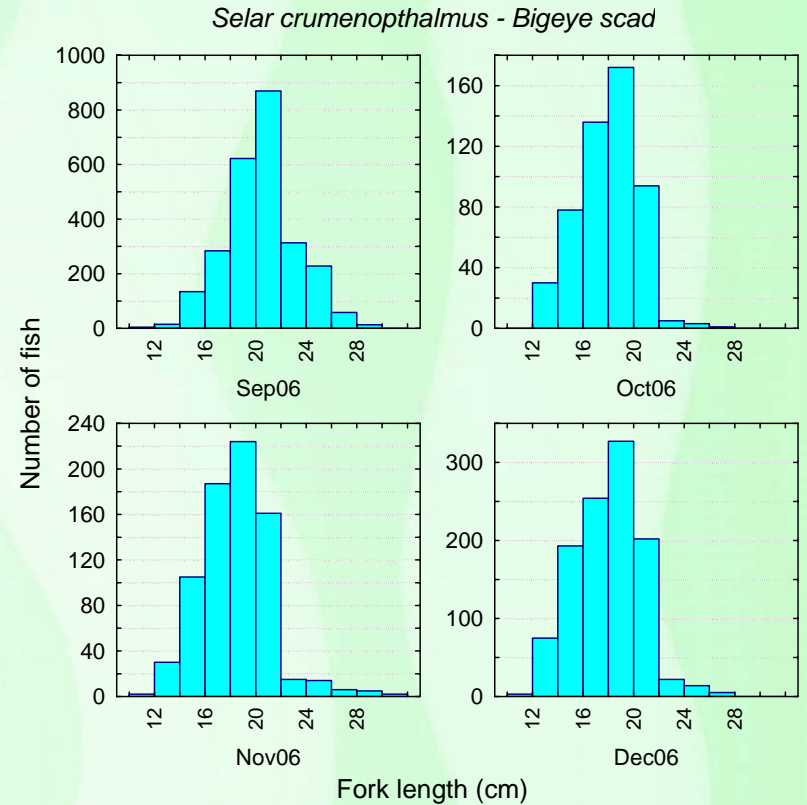 Selar crumenopthalmus - Bigeye scad
Number of fish
1000
800
600
400
200
0
12 16 20 24 28
Sep06
160
120
80
40
0
12 16 20 24 28
Oct06
240
200
160
120
80
40
0
12 16 20 24 28
Nov06
300
200
100
0
12 16 20 24 28
Dec06
Fork length (cm)